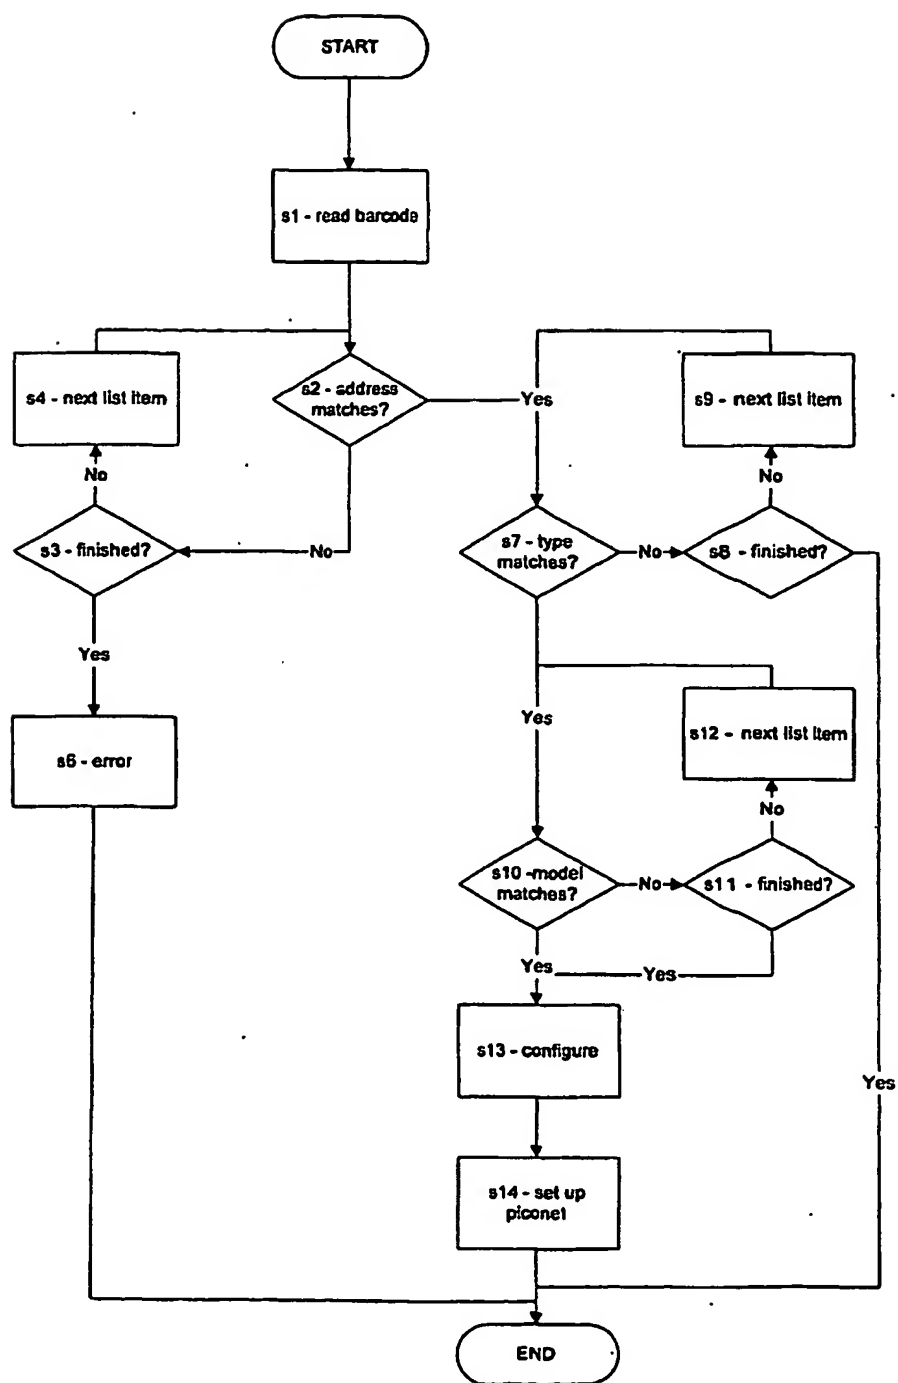 START
s1 - read barcode
s4 - next list item
s2 - address
matches?
Yes
s9 - next list item
No
No
s3 - finished?
No
s7 - type
matches?
No
s8 - finished?
Yes
Yes
s12 - next list item
s6 - error
No
s10 -model
matches?
No
s11 - finished?
Yes
Yes
s13 - configure
Yes
s14 - set up
piconet
END